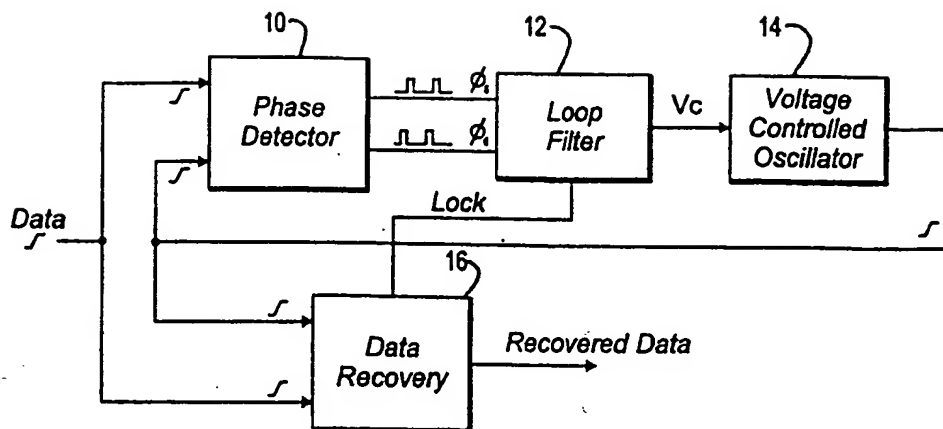 10
12
14
Phase
Detector
ϕ
ϕ
Loop
Filter
Vc
Voltage
Controlled
Oscillator
Lock
Data
16
Data
Recovery
Recovered Data